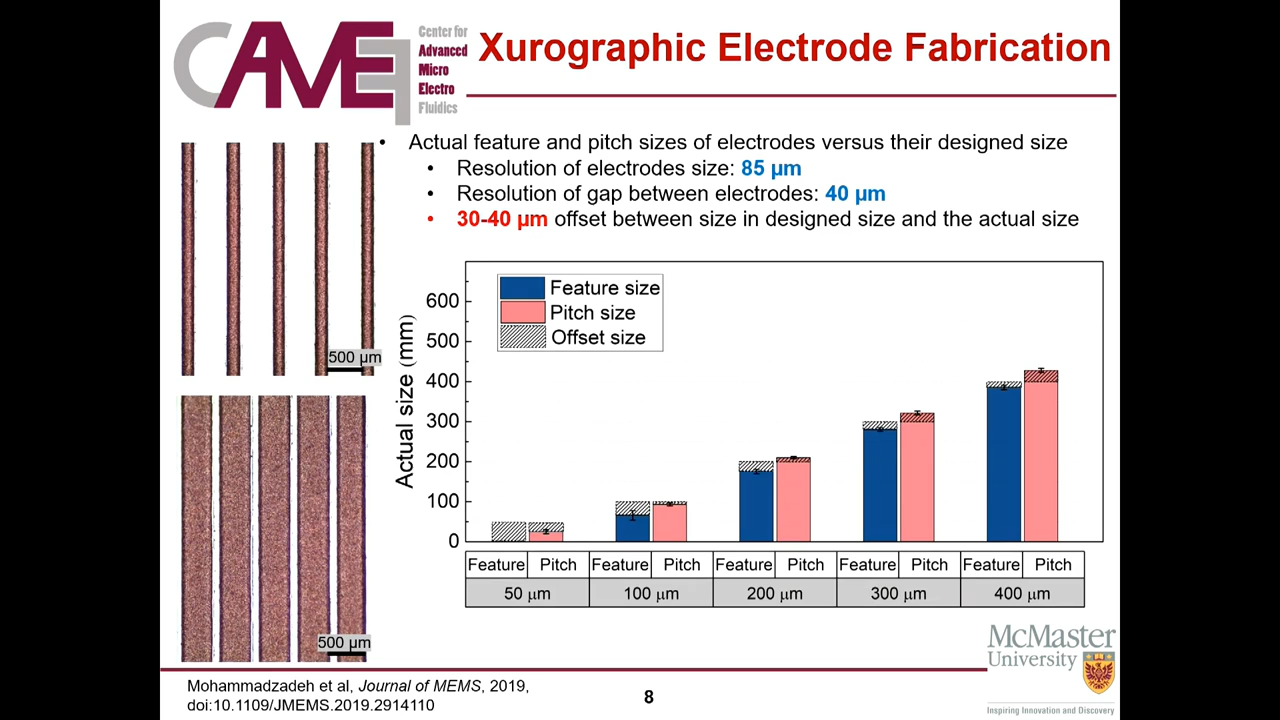 CAMEF
Center for
Advanced
Micro
Electro
Fluidics
Xurographic Electrode Fabrication
• Actual feature and pitch sizes of electrodes versus their designed size
• Resolution of electrodes size: 85 µm
• Resolution of gap between electrodes: 40 µm
• 30-40 µm offset between size in designed size and the actual size
500 µm
500 µm
Feature size
Pitch size
Offset size
Actual size (mm)
600
500
400
300
200
100
0
Feature Pitch Feature Pitch Feature Pitch Feature Pitch Feature Pitch
50 µm 100 µm 200 µm 300 µm 400 µm
Mohammadzadeh et al, Journal of MEMS, 2019,
doi:10.1109/JMEMS.2019.2914110
8
McMaster
University
Inspiring Innovation and Discovery